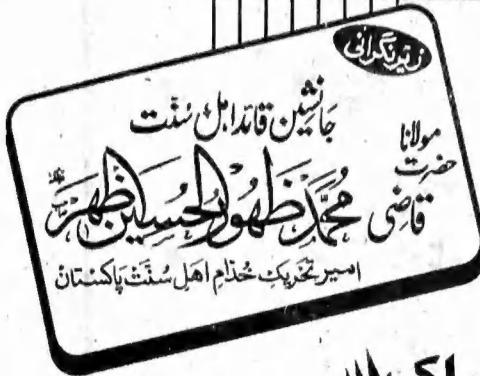 زیر نگرانی
جانشین قائد اہل سنت
حضرت مولانا
قاضی محمد ظہور الحسین اظہر
امیر تحریک خدام اہل سنت پاکستان